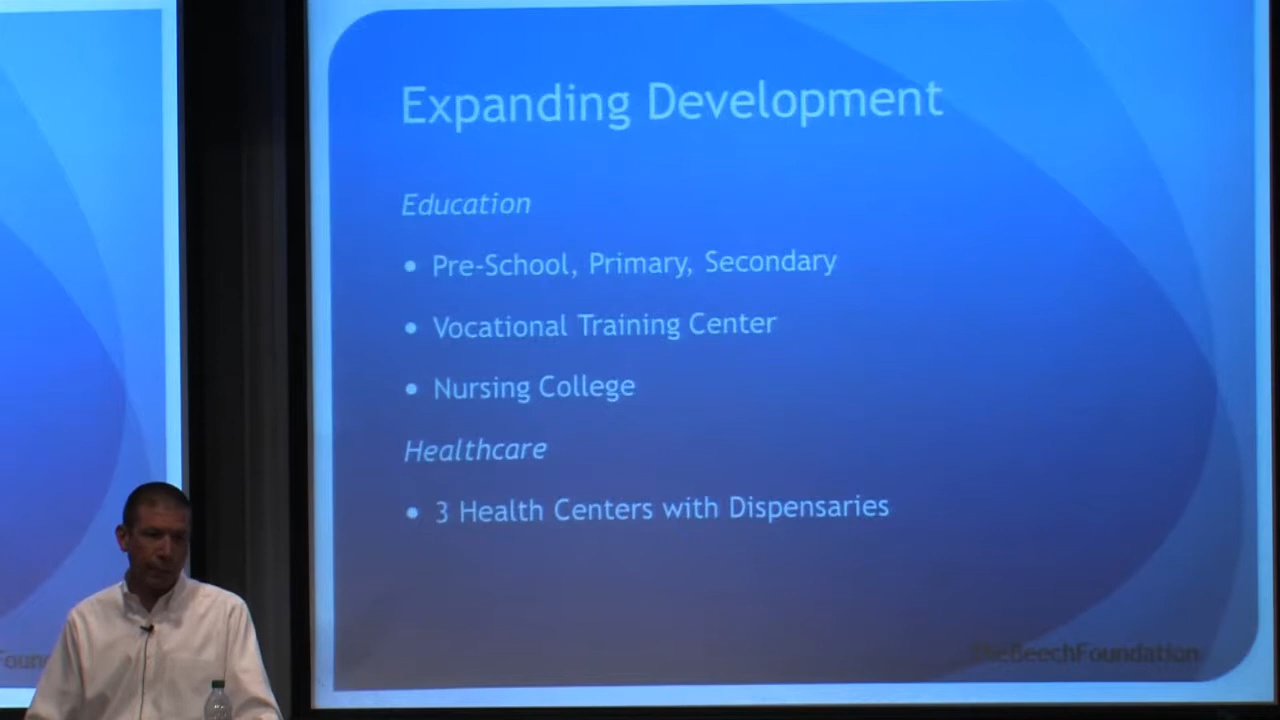 Expanding Development
Education
• Pre-School, Primary, Secondary
• Vocational Training Center
• Nursing College
Healthcare
• 3 Health Centers with Dispensaries
TheBeechFoundation
Foun